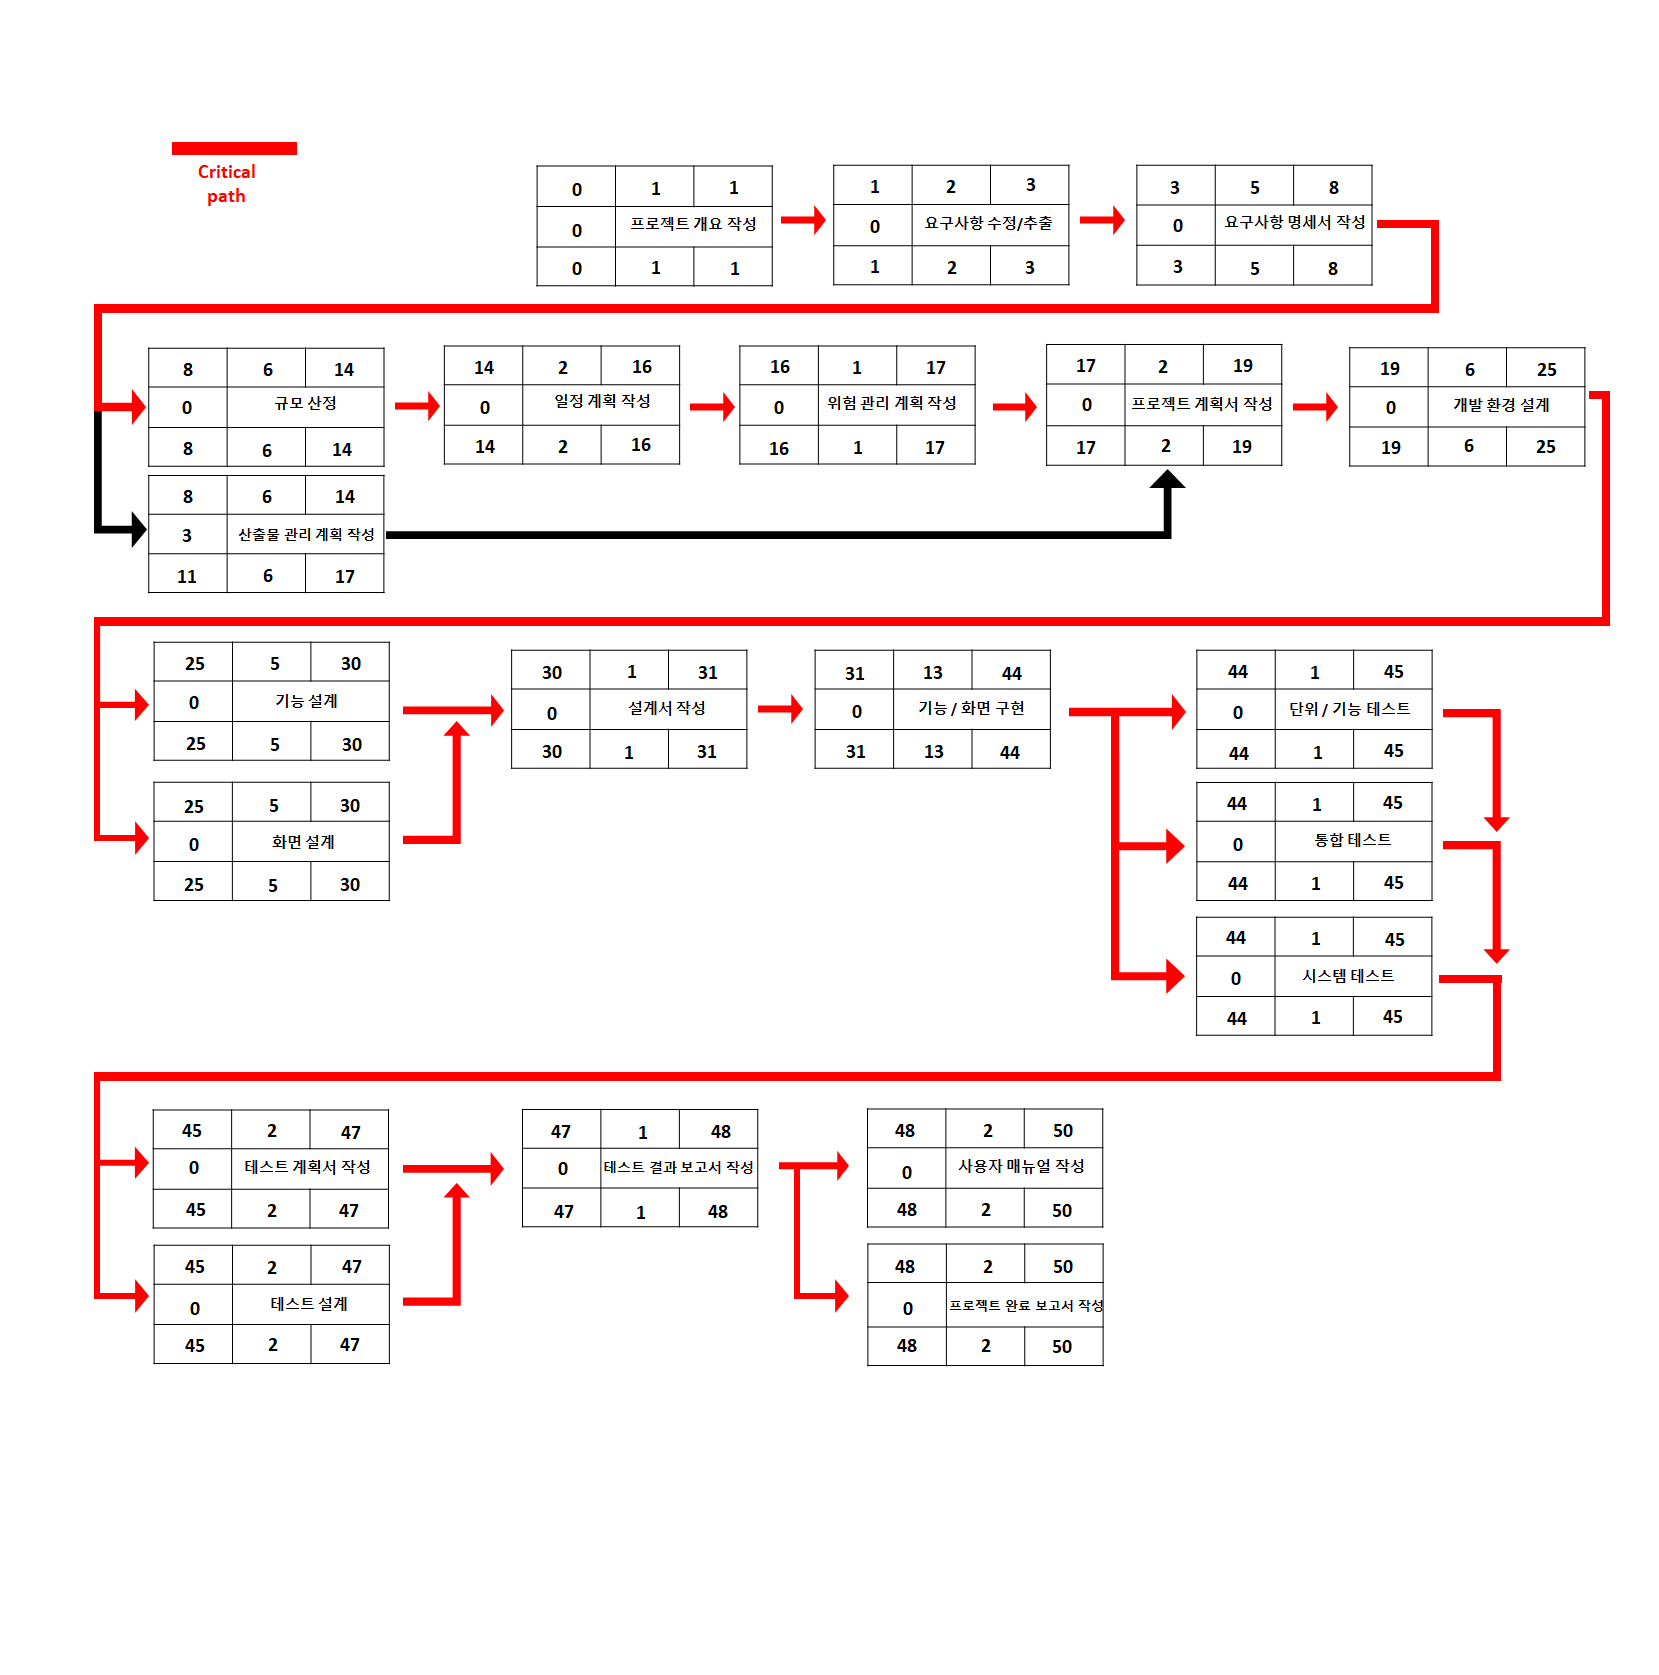 Critical
path
0 1 1
0 프로젝트 개요 작성
0 1 1
1 2 3
0 요구사항 수정/추출
1 2 3
3 5 8
0 요구사항 명세서 작성
3 5 8
8 6 14
0 규모 산정
8 6 14
14 2 16
0 일정 계획 작성
14 2 16
16 1 17
0 위험 관리 계획 작성
16 1 17
17 2 19
0 프로젝트 계획서 작성
17 2 19
19 6 25
0 개발 환경 설계
19 6 25
8 6 14
3 산출물 관리 계획 작성
11 6 17
25 5 30
0 기능 설계
25 5 30
30 1 31
0 설계서 작성
30 1 31
31 13 44
0 기능 / 화면 구현
31 13 44
44 1 45
0 단위 / 기능 테스트
44 1 45
25 5 30
0 화면 설계
25 5 30
44 1 45
0 통합 테스트
44 1 45
44 1 45
0 시스템 테스트
44 1 45
45 2 47
0 테스트 계획서 작성
45 2 47
47 1 48
0 테스트 결과 보고서 작성
47 1 48
48 2 50
0 사용자 매뉴얼 작성
48 2 50
45 2 47
0 테스트 설계
45 2 47
48 2 50
0 프로젝트 완료 보고서 작성
48 2 50